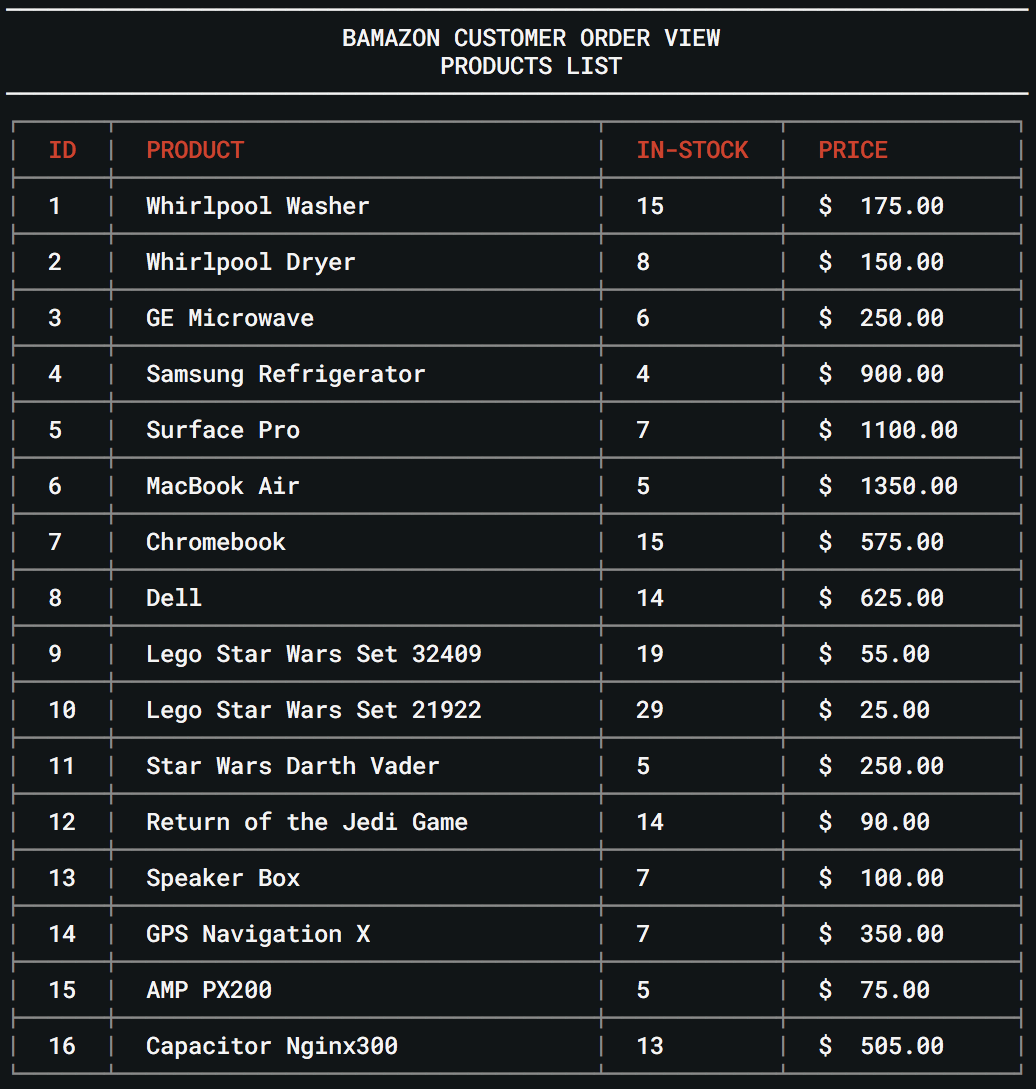 BAMAZON CUSTOMER ORDER VIEW
PRODUCTS LIST
ID PRODUCT IN-STOCK PRICE
1 Whirlpool Washer 15 $ 175.00
2 Whirlpool Dryer 8 $ 150.00
3 GE Microwave 6 $ 250.00
4 Samsung Refrigerator 4 $ 900.00
5 Surface Pro 7 $ 1100.00
6 MacBook Air 5 $ 1350.00
7 Chromebook 15 $ 575.00
8 Dell 14 $ 625.00
9 Lego Star Wars Set 32409 19 $ 55.00
10 Lego Star Wars Set 21922 29 $ 25.00
11 Star Wars Darth Vader 5 $ 250.00
12 Return of the Jedi Game 14 $ 90.00
13 Speaker Box 7 $ 100.00
14 GPS Navigation X 7 $ 350.00
15 AMP PX200 5 $ 75.00
16 Capacitor Nginx300 13 $ 505.00